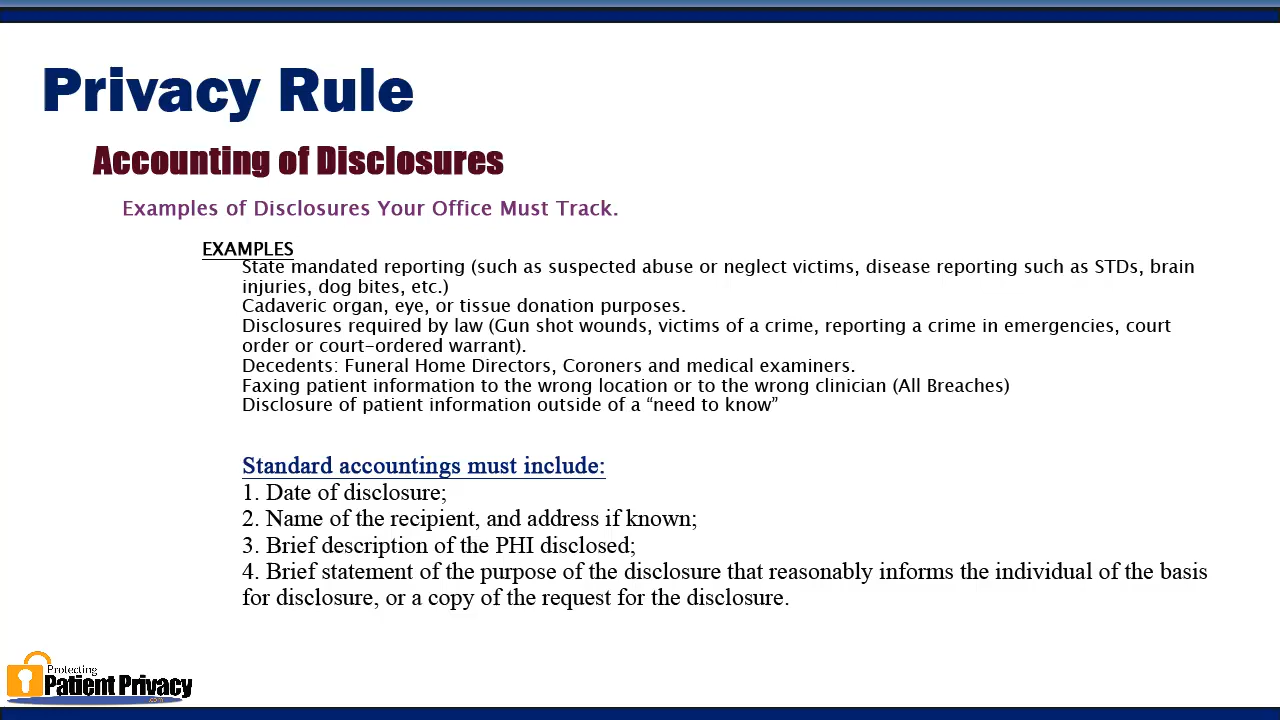 Privacy Rule
Accounting of Disclosures
Examples of Disclosures Your Office Must Track.
EXAMPLES
State mandated reporting (such as suspected abuse or neglect victims, disease reporting such as STDs, brain
injuries, dog bites, etc.)
Cadaveric organ, eye, or tissue donation purposes.
Disclosures required by law (Gun shot wounds, victims of a crime, reporting a crime in emergencies, court
order or court-ordered warrant).
Decedents: Funeral Home Directors, Coroners and medical examiners.
Faxing patient information to the wrong location or to the wrong clinician (All Breaches)
Disclosure of patient information outside of a “need to know”
Standard accountings must include:
1. Date of disclosure;
2. Name of the recipient, and address if known;
3. Brief description of the PHI disclosed;
4. Brief statement of the purpose of the disclosure that reasonably informs the individual of the basis
for disclosure, or a copy of the request for the disclosure.
Protecting
Patient Privacy
.com